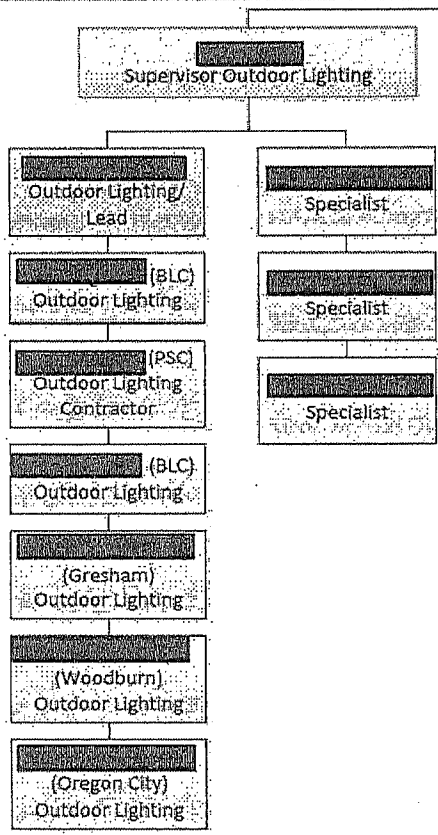 Supervisor Outdoor Lighting
Outdoor Lighting/
Lead
(BLC)
Outdoor Lighting
(PSC)
Outdoor Lighting
Contractor
(BLC)
Outdoor Lighting
(Gresham)
Outdoor Lighting
(Woodburn)
Outdoor Lighting
(Oregon City)
Outdoor Lighting
Specialist
Specialist
Specialist